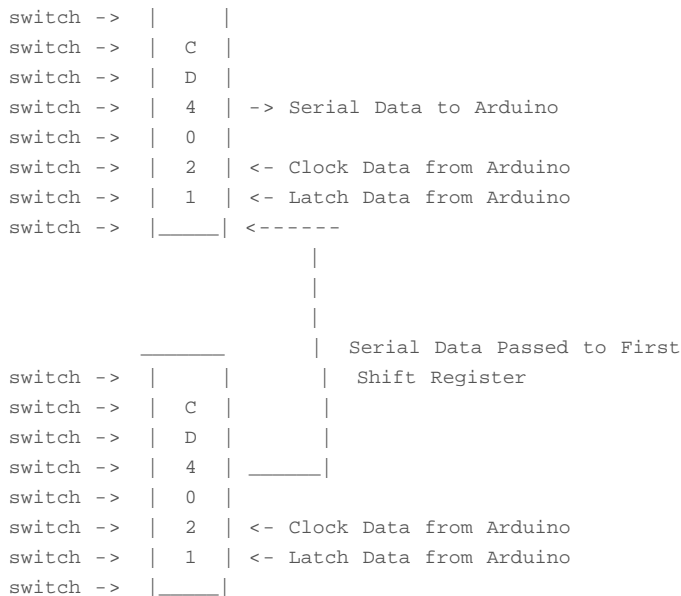 switch -> | |
switch -> | C |
switch -> | D |
switch -> | 4 | -> Serial Data to Arduino
switch -> | 0 |
switch -> | 2 | <- Clock Data from Arduino
switch -> | 1 | <- Latch Data from Arduino
switch -> |_____| <------
|
|
|
_______ | Serial Data Passed to First
switch -> | | | Shift Register
switch -> | C | |
switch -> | D | |
switch -> | 4 | ______|
switch -> | 0 |
switch -> | 2 | <- Clock Data from Arduino
switch -> | 1 | <- Latch Data from Arduino
switch -> |_____|